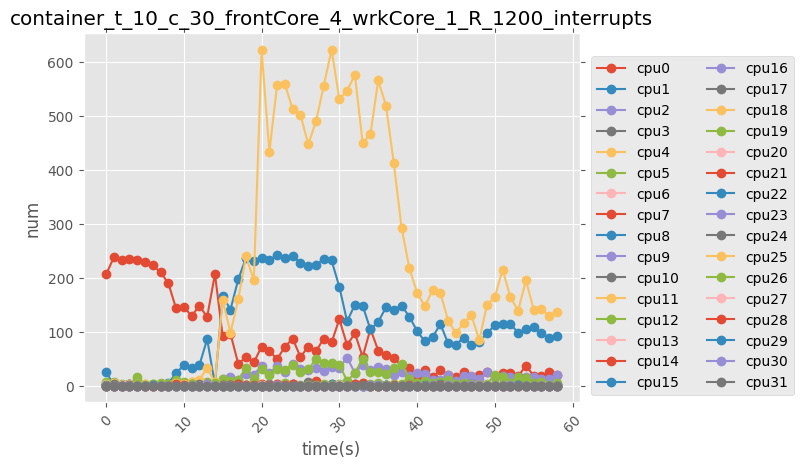 container_t_10_c_30_frontCore_4_wrkCore_1_R_1200_interrupts
num
600
500
400
300
200
100
0
0 10 20 30 40 50 60
time(s)
cpu0 cpu16
cpu1 cpu17
cpu2 cpu18
cpu3 cpu19
cpu4 cpu20
cpu5 cpu21
cpu6 cpu22
cpu7 cpu23
cpu8 cpu24
cpu9 cpu25
cpu10 cpu26
cpu11 cpu27
cpu12 cpu28
cpu13 cpu29
cpu14 cpu30
cpu15 cpu31